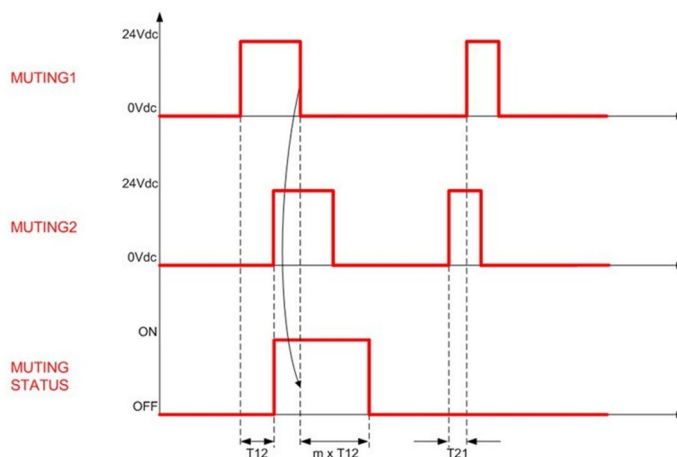 24Vdc
MUTING1
0Vdc
24Vdc
MUTING2
0Vdc
ON
MUTING
STATUS
OFF
T12
m x T12
T21